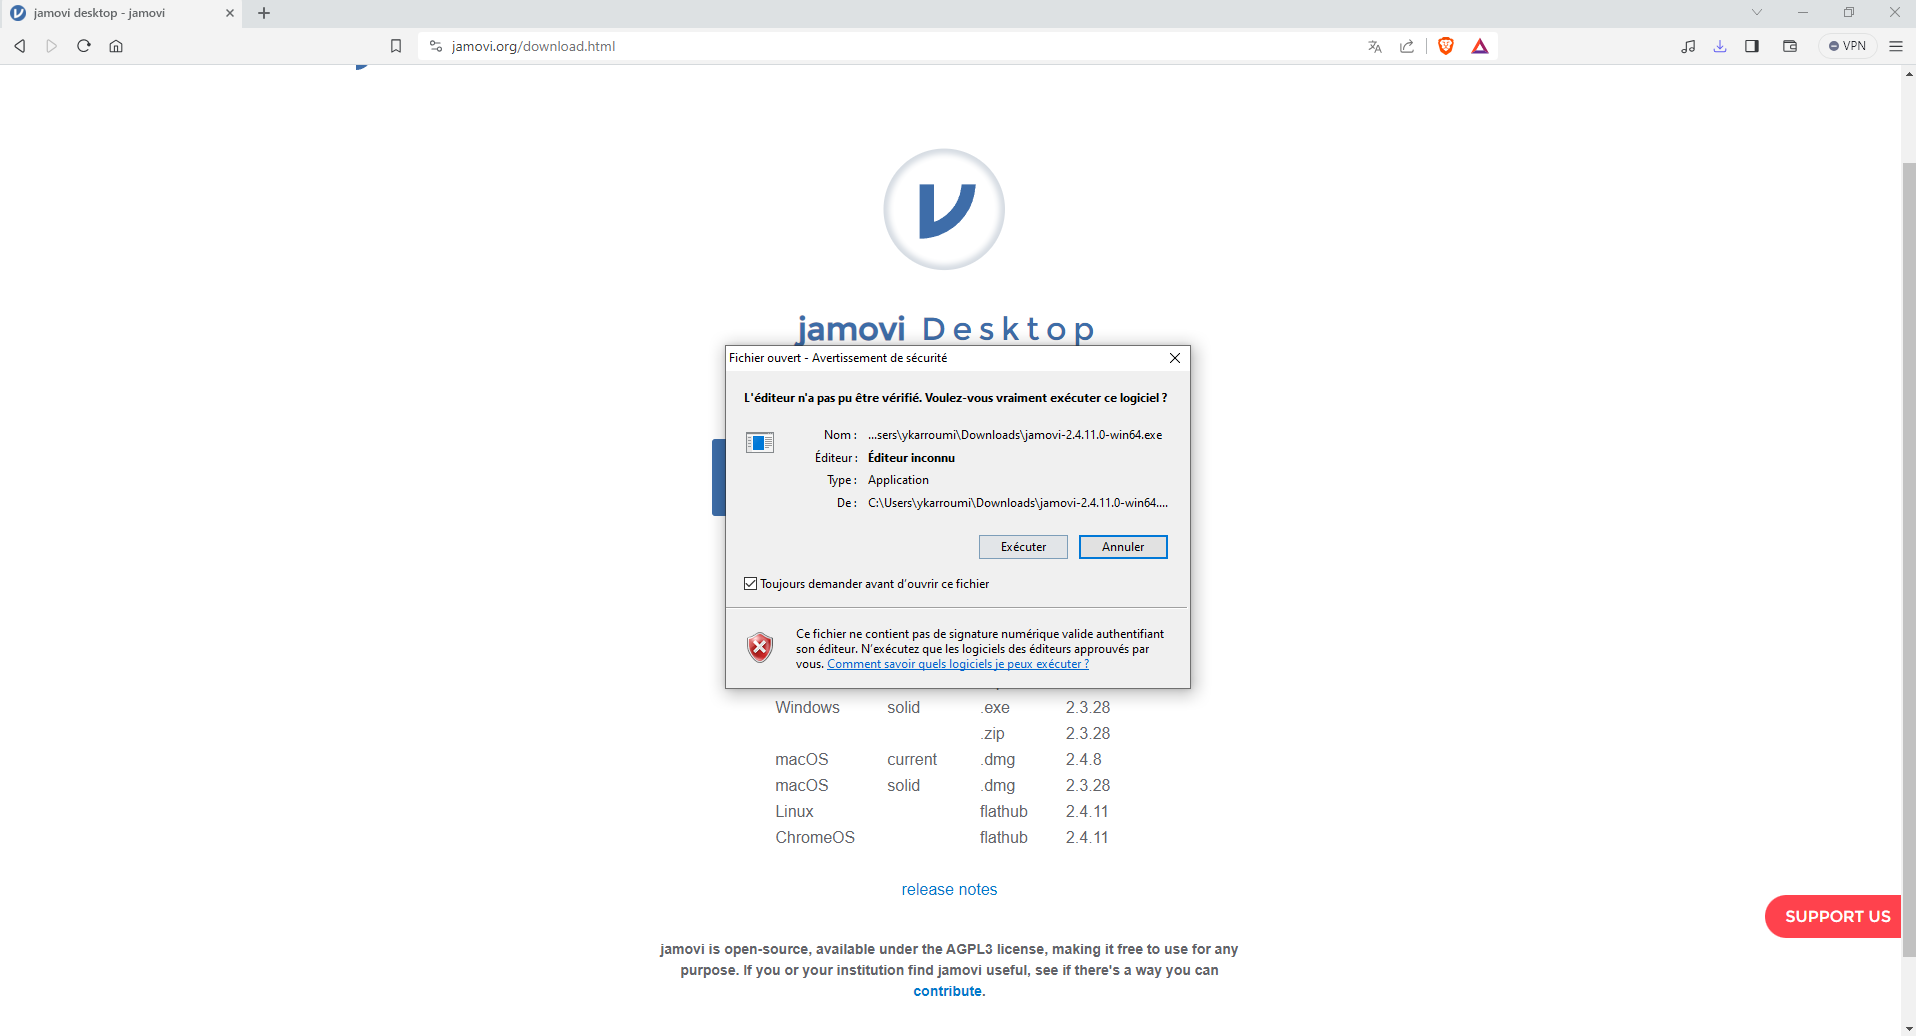 jamovi desktop - jamovi
jamovi.org/download.html
VPN
jamovi Desktop
Fichier ouvert - Avertissement de sécurité
L'éditeur n'a pas pu être vérifié. Voulez-vous vraiment exécuter ce logiciel ?
Nom : ...sers\ykarroumi\Downloads\jamovi-2.4.11.0-win64.exe
Éditeur : Éditeur inconnu
Type : Application
De : C:\Users\ykarroumi\Downloads\jamovi-2.4.11.0-win64....
Exécuter Annuler
Toujours demander avant d’ouvrir ce fichier
Ce fichier ne contient pas de signature numérique valide authentifiant
son éditeur. N’exécutez que les logiciels des éditeurs approuvés par
vous. Comment savoir quels logiciels je peux exécuter ?
Windows solid .exe 2.3.28
.zip 2.3.28
macOS current .dmg 2.4.8
macOS solid .dmg 2.3.28
Linux flathub 2.4.11
ChromeOS flathub 2.4.11
release notes
SUPPORT US
jamovi is open-source, available under the AGPL3 license, making it free to use for any
purpose. If you or your institution find jamovi useful, see if there's a way you can
contribute.